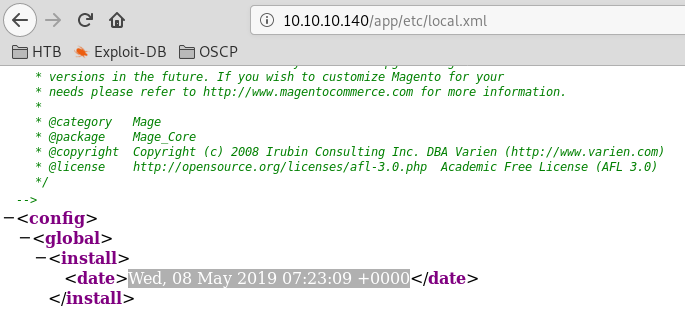 10.10.10.140/app/etc/local.xml
HTB Exploit-DB OSCP
* versions in the future. If you wish to customize Magento for your
* needs please refer to http://www.magentocommerce.com for more information.
*
* @category Mage
* @package Mage_Core
* @copyright Copyright (c) 2008 Irubin Consulting Inc. DBA Varien (http://www.varien.com)
* @license http://opensource.org/licenses/afl-3.0.php Academic Free License (AFL 3.0)
*/
-->
−<config>
−<global>
−<install>
<date>Wed, 08 May 2019 07:23:09 +0000</date>
</install>